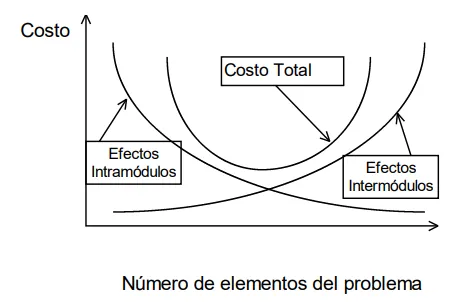 Costo
Costo Total
Efectos
Intramódulos
Efectos
Intermódulos
Número de elementos del problema